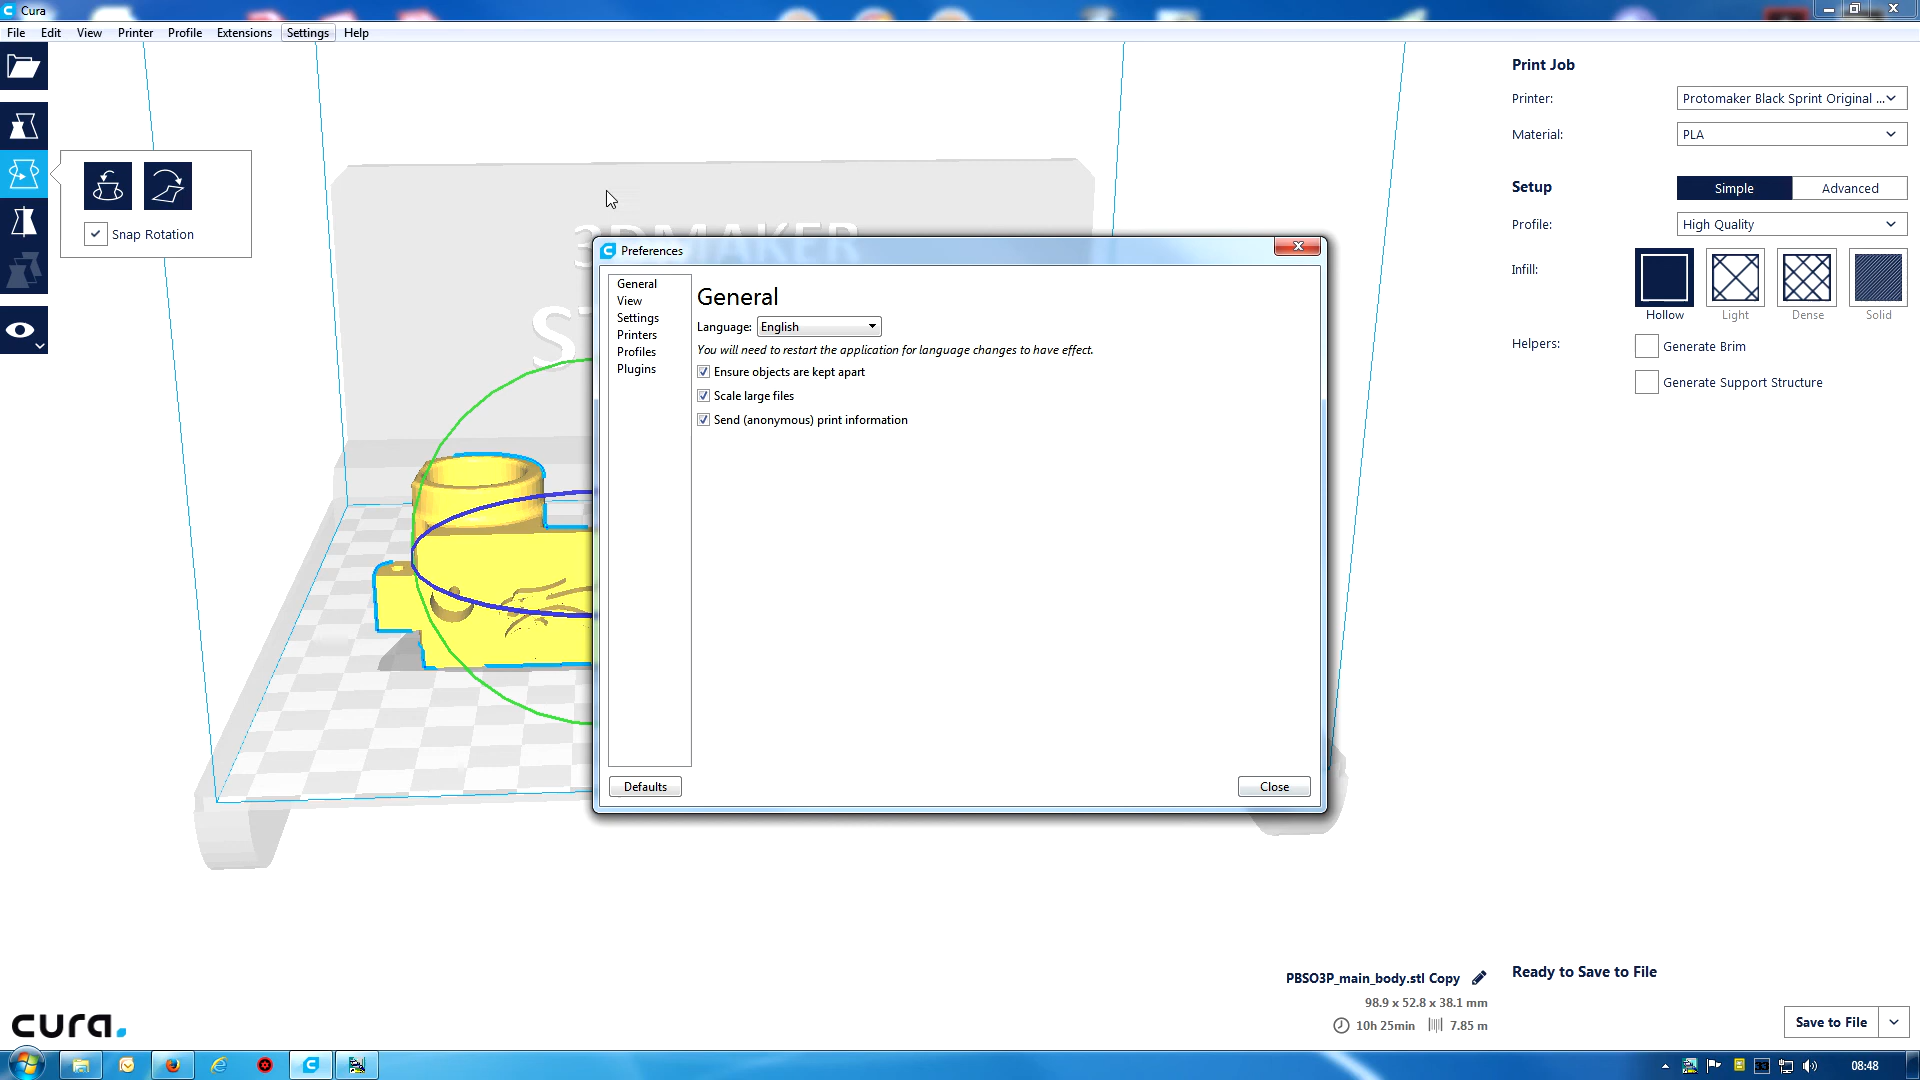 Cura
File Edit View Printer Profile Extensions Settings Help
Print Job
Printer: Protomaker Black Sprint Original ...
Material: PLA
Setup Simple Advanced
Profile: High Quality
Infill:
Hollow Light Dense Solid
Helpers: Generate Brim
Generate Support Structure
Snap Rotation
3DMAKER
Preferences
General
View
Settings
Printers
Profiles
Plugins
General
Language: English
You will need to restart the application for language changes to have effect.
Ensure objects are kept apart
Scale large files
Send (anonymous) print information
Defaults Close
PBSO3P_main_body.stl Copy
98.9 x 52.8 x 38.1 mm
10h 25min 7.85 m
Ready to Save to File
Save to File
cura.
08:48